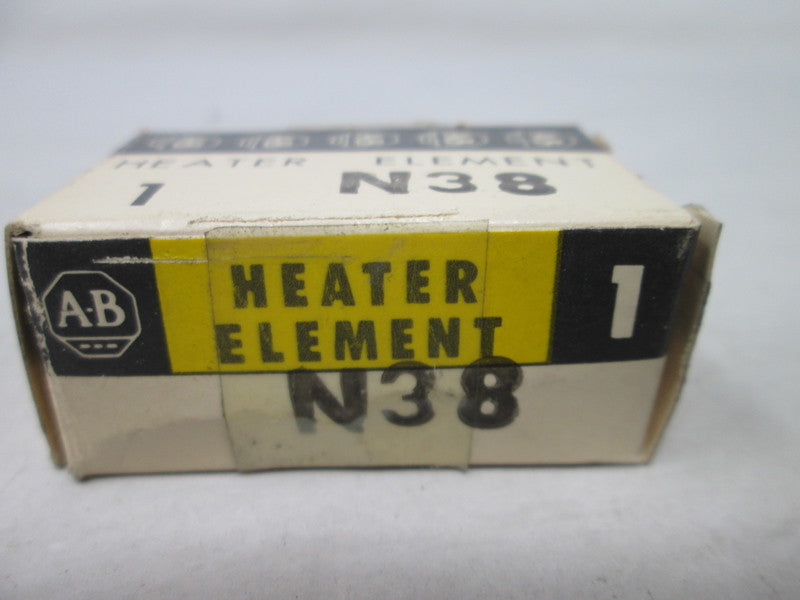 HEATER ELEMENT
1 N38
A-B
HEATER
ELEMENT
1
N38